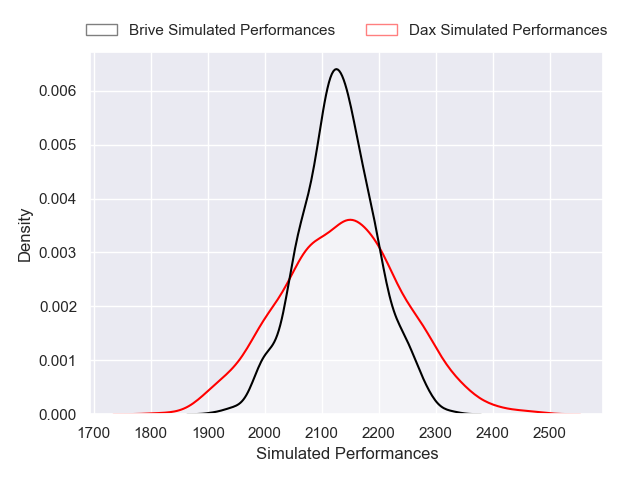 Brive Simulated Performances
Dax Simulated Performances
0.006
0.005
0.004
0.003
0.002
0.001
0.000
Density
1700 1800 1900 2000 2100 2200 2300 2400 2500
Simulated Performances